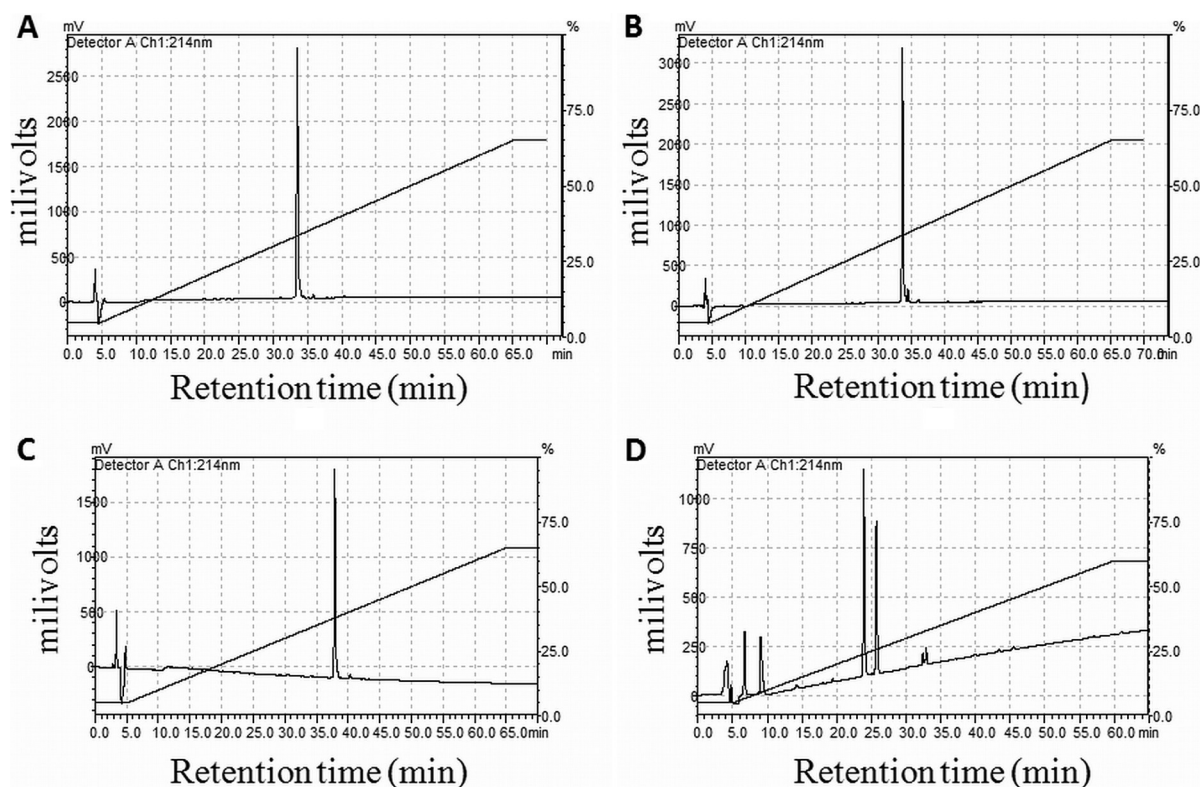 A
mV
%
Detector A Ch1:214nm
2500
2000
1500
1000
500
0
75.0
50.0
25.0
0.0
milivolts
0.0 5.0 10.0 15.0 20.0 25.0 30.0 35.0 40.0 45.0 50.0 55.0 60.0 65.0 min
Retention time (min)
B
mV
%
Detector A Ch1:214nm
3000
2500
2000
1500
1000
500
0
75.0
50.0
25.0
0.0
milivolts
0.0 5.0 10.0 15.0 20.0 25.0 30.0 35.0 40.0 45.0 50.0 55.0 60.0 65.0 70.0 min
Retention time (min)
C
mV
%
Detector A Ch1:214nm
1500
1000
500
0
75.0
50.0
25.0
0.0
milivolts
0.0 5.0 10.0 15.0 20.0 25.0 30.0 35.0 40.0 45.0 50.0 55.0 60.0 65.0 min
Retention time (min)
D
mV
%
Detector A Ch1:214nm
1000
750
500
250
0
75.0
50.0
25.0
0.0
milivolts
0.0 5.0 10.0 15.0 20.0 25.0 30.0 35.0 40.0 45.0 50.0 55.0 60.0 min
Retention time (min)